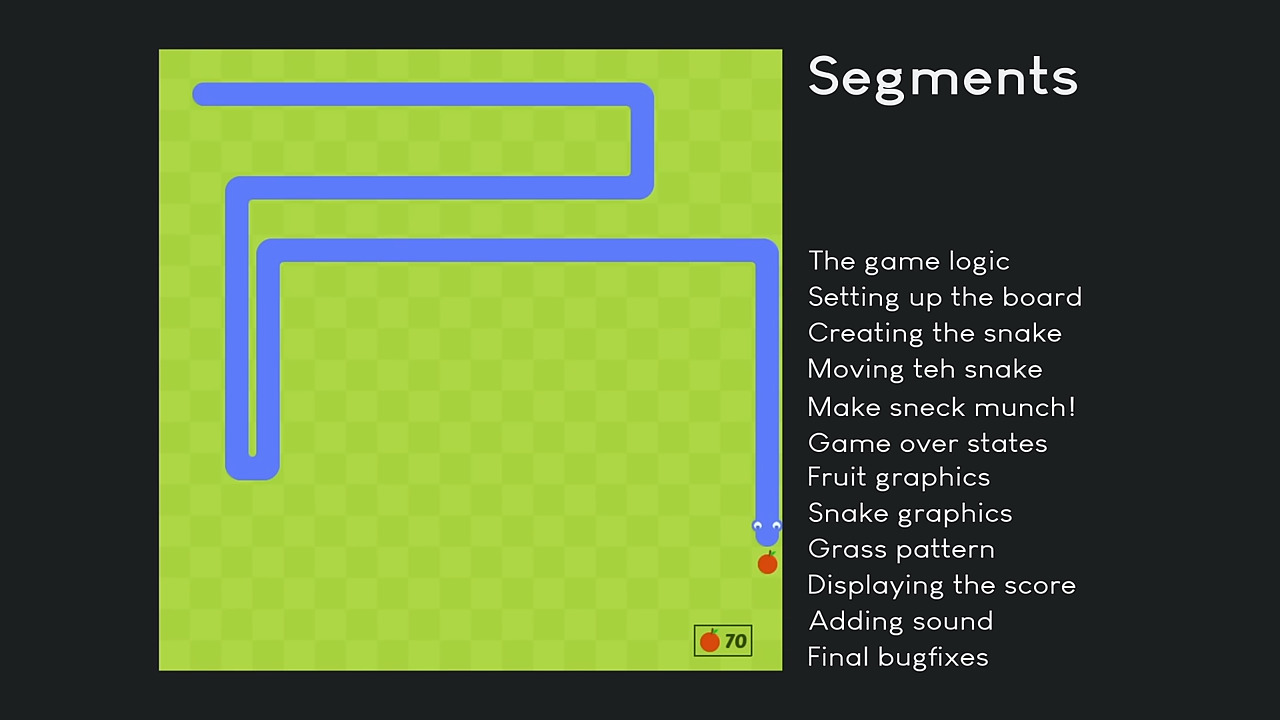 Segments
The game logic
Setting up the board
Creating the snake
Moving teh snake
Make sneck munch!
Game over states
Fruit graphics
Snake graphics
Grass pattern
Displaying the score
Adding sound
Final bugfixes
70